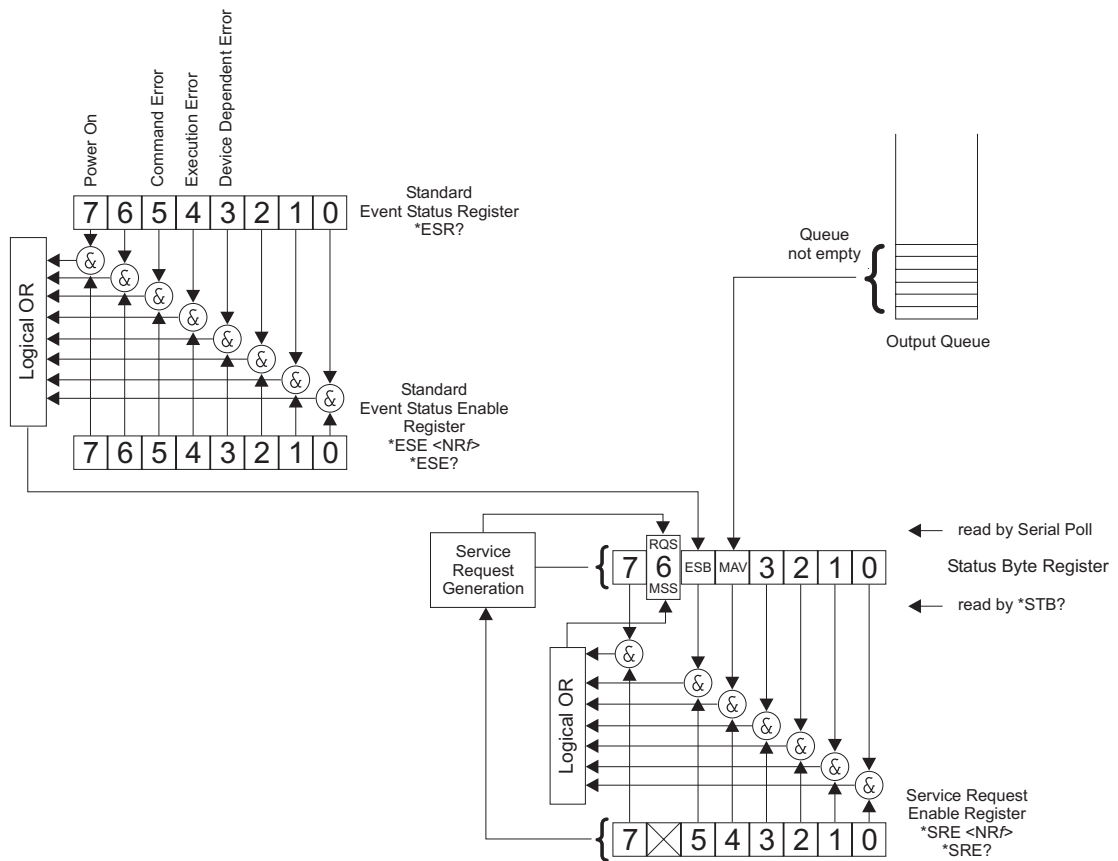 Power On
Command Error
Execution Error
Device Dependent Error
7 6 5 4 3 2 1 0
Standard
Event Status Register
*ESR?
Logical OR
&
&
&
&
&
&
&
&
Standard
Event Status Enable
Register
*ESE <NRf>
*ESE?
7 6 5 4 3 2 1 0
Queue
not empty
Output Queue
Service
Request
Generation
RQS
7 6 ESB MAV 3 2 1 0
MSS
read by Serial Poll
Status Byte Register
read by *STB?
Logical OR
&
&
&
&
&
&
&
Service Request
Enable Register
*SRE <NRf>
*SRE?
7 5 4 3 2 1 0